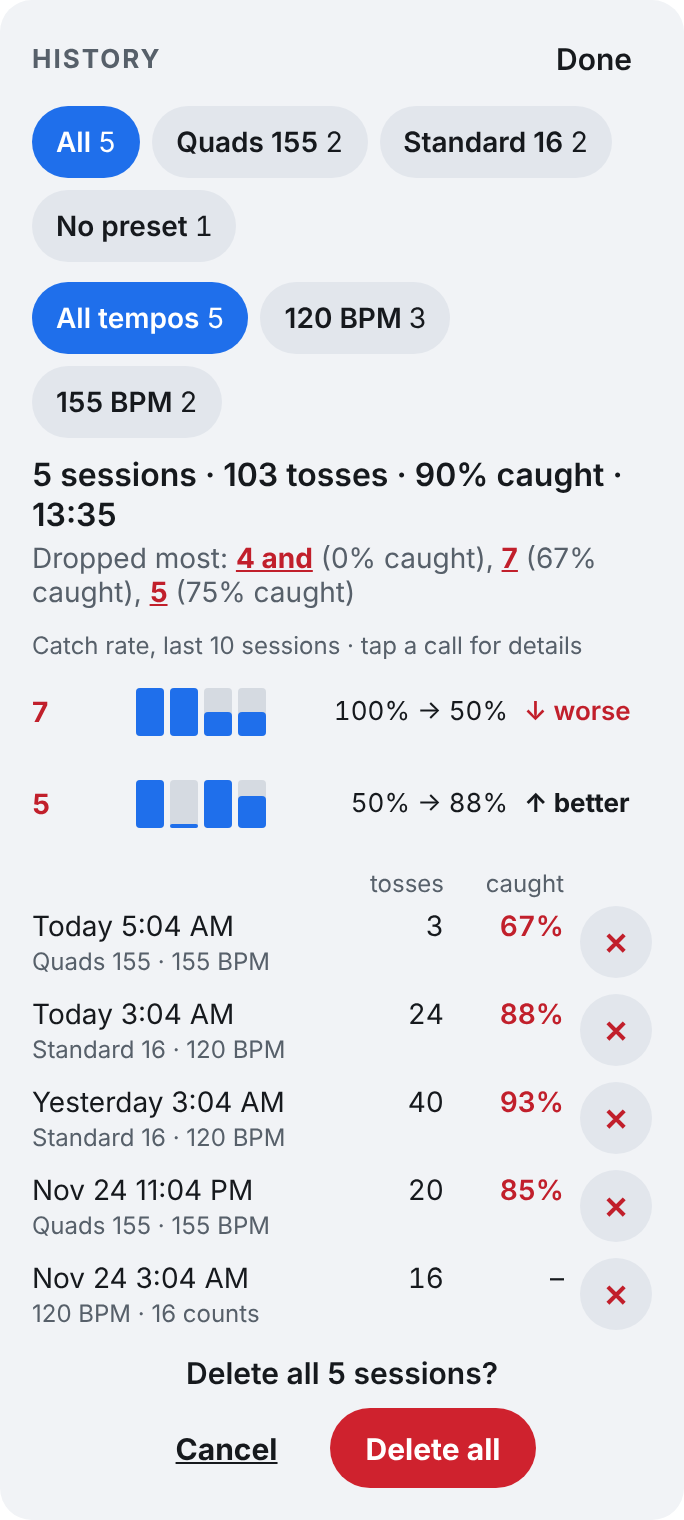 HISTORY Done
All 5 Quads 155 2 Standard 16 2
No preset 1
All tempos 5 120 BPM 3
155 BPM 2
5 sessions · 103 tosses · 90% caught ·
13:35
Dropped most: 4 and (0% caught), 7 (67%
caught), 5 (75% caught)
Catch rate, last 10 sessions · tap a call for details
7 100% → 50% ↓ worse
5 50% → 88% ↑ better
tosses caught
Today 5:04 AM 3 67% ×
Quads 155 · 155 BPM
Today 3:04 AM 24 88% ×
Standard 16 · 120 BPM
Yesterday 3:04 AM 40 93% ×
Standard 16 · 120 BPM
Nov 24 11:04 PM 20 85% ×
Quads 155 · 155 BPM
Nov 24 3:04 AM 16 – ×
120 BPM · 16 counts
Delete all 5 sessions?
Cancel Delete all